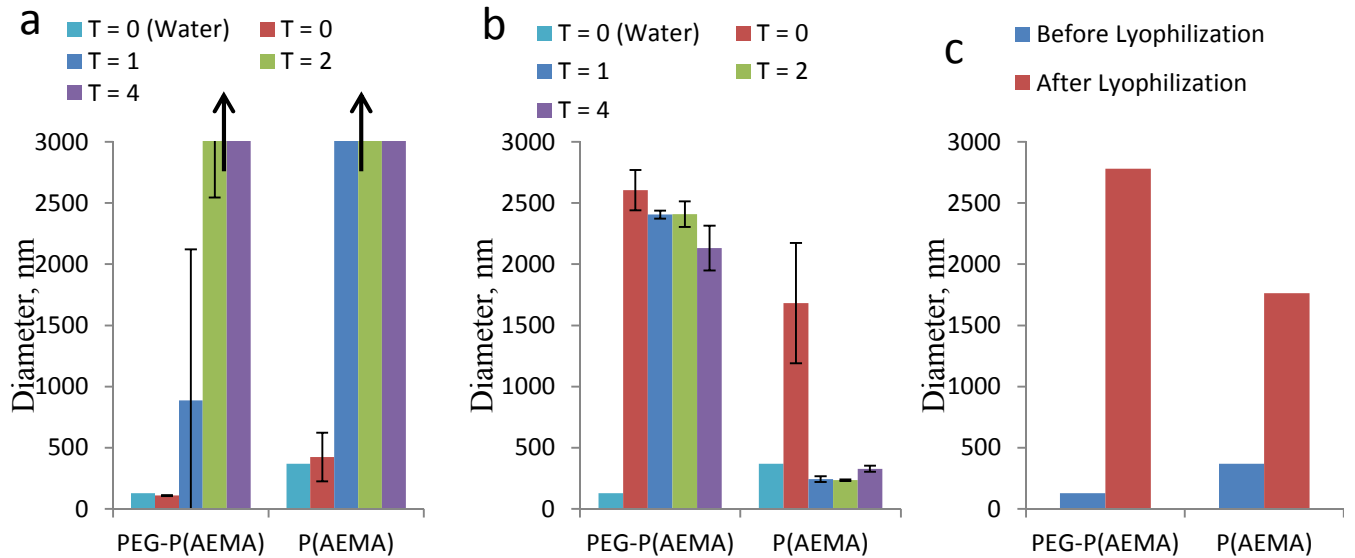 a
T = 0 (Water)
T = 0
T = 1
T = 2
T = 4
3000
2500
2000
1500
1000
500
0
Diameter, nm
PEG-P(AEMA)
P(AEMA)
b
T = 0 (Water)
T = 0
T = 1
T = 2
T = 4
3000
2500
2000
1500
1000
500
0
Diameter, nm
PEG-P(AEMA)
P(AEMA)
c
Before Lyophilization
After Lyophilization
3000
2500
2000
1500
1000
500
0
Diameter, nm
PEG-P(AEMA)
P(AEMA)